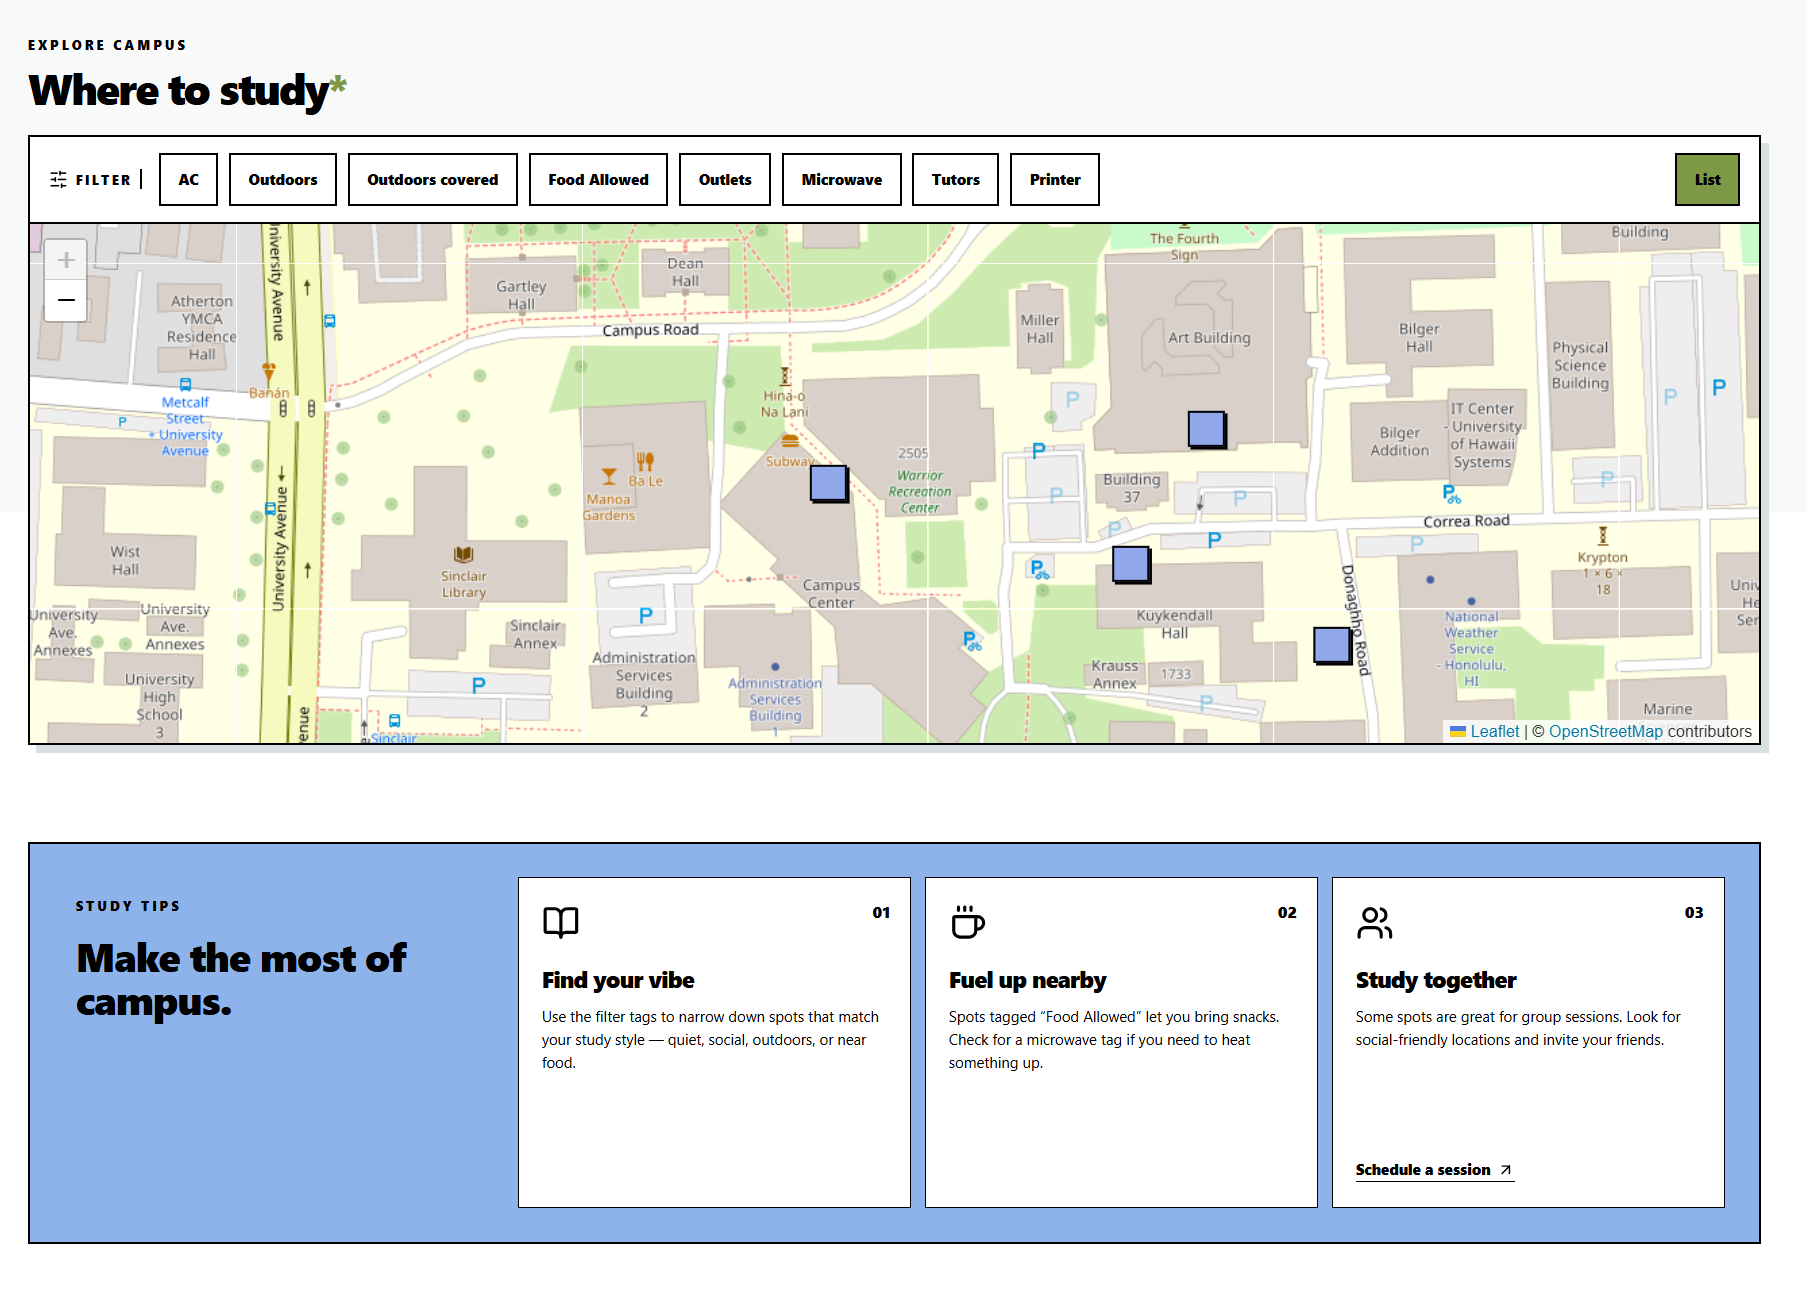 EXPLORE CAMPUS
Where to study*
FILTER
AC
Outdoors
Outdoors covered
Food Allowed
Outlets
Microwave
Tutors
Printer
List
+
−
University Avenue
Atherton
YMCA
Residence
Hall
Gartley
Hall
Dean
Hall
Campus Road
The Fourth
Sign
Building
Miller
Hall
Art Building
Bilger
Hall
Physical
Science
Building
Banán
Metcalf
Street
+ University
Avenue
P
Hina-o
Na Lani
Subway
2505
Warrior
Recreation
Center
P
P
P
P
Bilger
Addition
IT Center
- University
of Hawaii
Systems
P
P
Building
37
P
P
P
P
Correa Road
P
Ba Le
Manoa
Gardens
Sinclair
Library
University Avenue
Wist
Hall
Campus
Center
P
Krypton
1 × 6 ×
18
Donaghho Road
University
Ave.
Annexes
University
Ave.
Annexes
Sinclair
Annex
P
Kuykendall
Hall
National
Weather
Service
- Honolulu,
HI
Univ
He
Ser
University
High
School
3
Administration
Services
Building
2
Administration
Services
Building
1
P
Krauss
Annex
1733
P
P
Marine
venue
Sinclair
Leaflet | © OpenStreetMap contributors
STUDY TIPS
Make the most of
campus.
01
Find your vibe
Use the filter tags to narrow down spots that match
your study style — quiet, social, outdoors, or near
food.
02
Fuel up nearby
Spots tagged “Food Allowed” let you bring snacks.
Check for a microwave tag if you need to heat
something up.
03
Study together
Some spots are great for group sessions. Look for
social-friendly locations and invite your friends.
Schedule a session